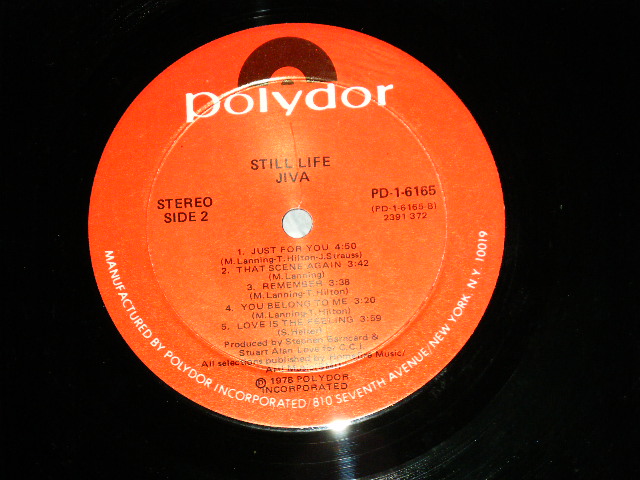 polydor
STILL LIFE
JIVA
STEREO
SIDE 2
PD-1-6165
(PD-1-6165-B)
2391 372
1. JUST FOR YOU 4:50
(M.Lanning-T.Hilton-J.Strauss)
2. THAT SCENE AGAIN 3:42
(M.Lanning)
3. REMEMBER 3:38
(M.Lanning-T.Hilton)
4. YOU BELONG TO ME 3:20
(M.Lanning-T.Hilton)
5. LOVE IS THE FEELING 3:59
Produced by Stephen Barncard &
Stuart Alan Love for C.C.I
All selections published by Music/
Ⓟ 1978 POLYDOR
INCORPORATED
MANUFACTURED BY POLYDOR INCORPORATED/810 SEVENTH AVENUE/NEW YORK, N.Y. 10019